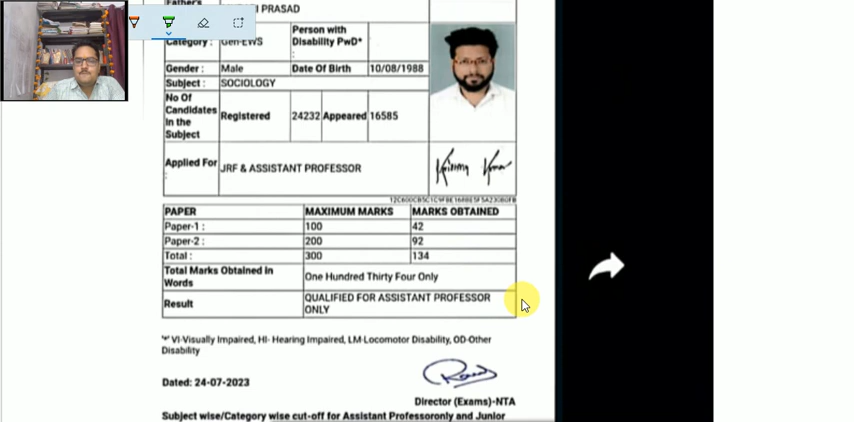 Father's
I PRASAD
Category : Gen-EWS Person with Disability PwD*
:
Gender : Male Date Of Birth 10/08/1988
Subject : SOCIOLOGY
No Of Candidates In the Subject Registered 24232 Appeared 16585
Applied For : JRF & ASSISTANT PROFESSOR
PAPER MAXIMUM MARKS MARKS OBTAINED
Paper-1 : 100 42
Paper-2 : 200 92
Total : 300 134
Total Marks Obtained in Words One Hundred Thirty Four Only
Result QUALIFIED FOR ASSISTANT PROFESSOR ONLY
'*' VI-Visually Impaired, HI- Hearing Impaired, LM-Locomotor Disability, OD-Other
Disability
Dated: 24-07-2023
Director (Exams)-NTA
Subject wise/Category wise cut-off for Assistant Professoronly and Junior